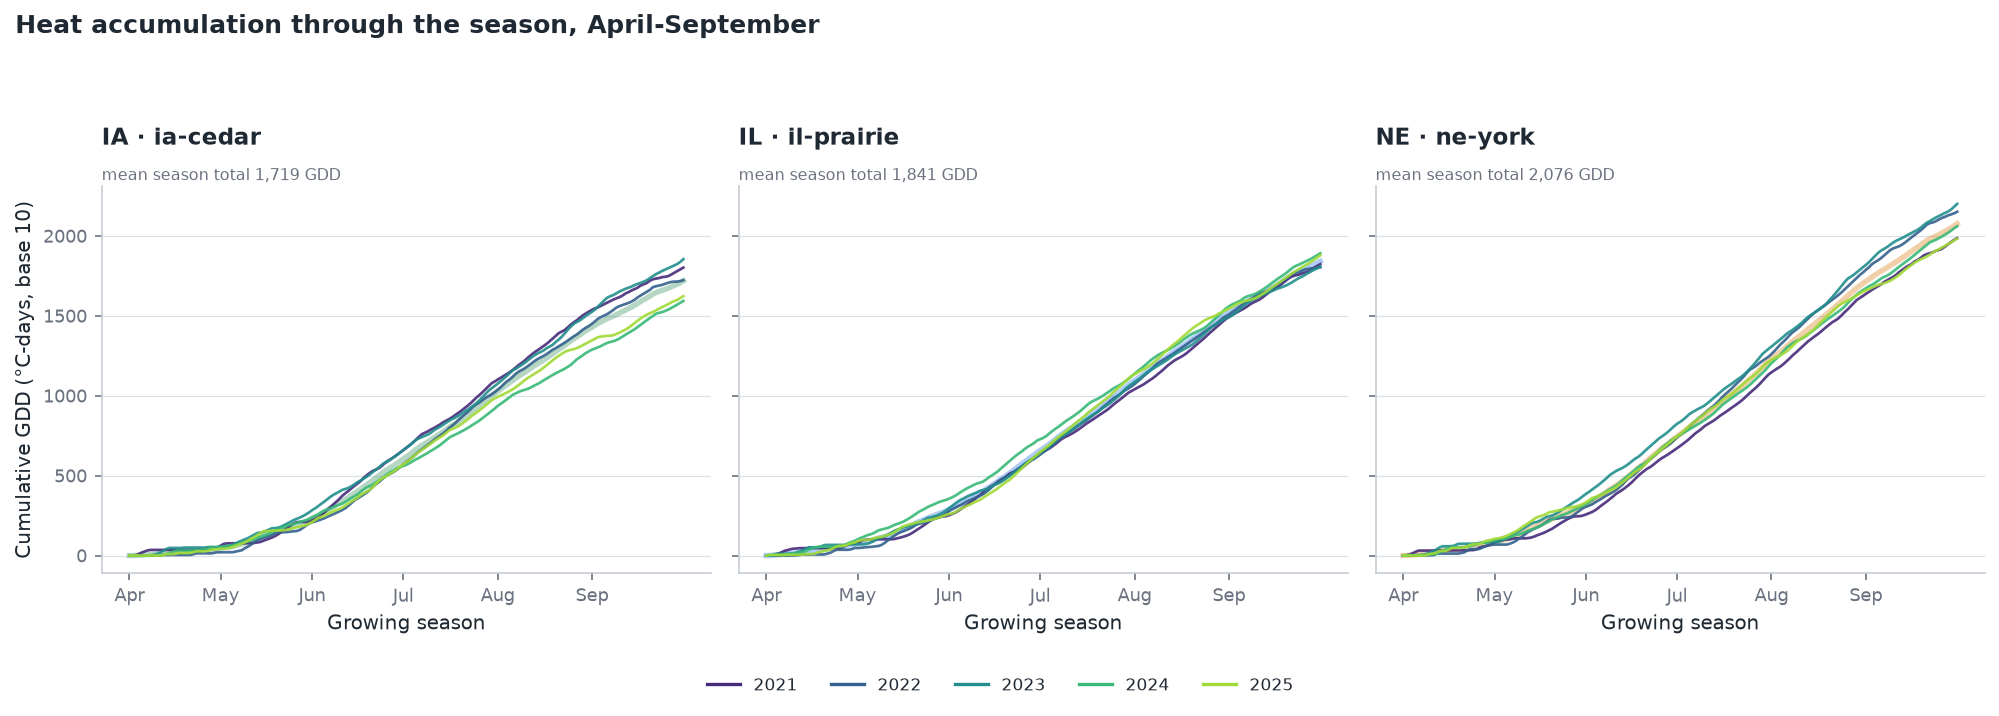 Heat accumulation through the season, April-September
IA · ia-cedar
mean season total 1,719 GDD
IL · il-prairie
mean season total 1,841 GDD
NE · ne-york
mean season total 2,076 GDD
Cumulative GDD (°C-days, base 10)
2000
1500
1000
500
0
Apr May Jun Jul Aug Sep
Growing season
Apr May Jun Jul Aug Sep
Growing season
Apr May Jun Jul Aug Sep
Growing season
2021 2022 2023 2024 2025